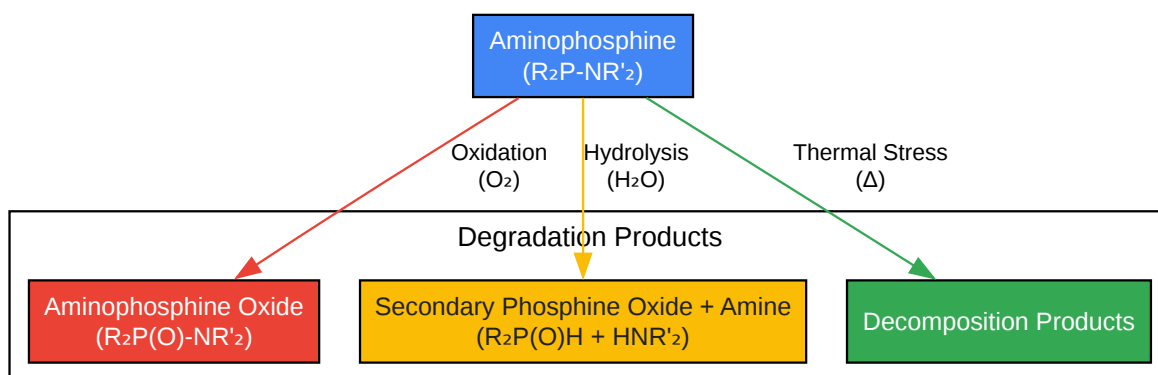 Aminophosphine
(R₂P-NR'₂)
Oxidation
(O₂)
Hydrolysis
(H₂O)
Thermal Stress
(Δ)
Degradation Products
Aminophosphine Oxide
(R₂P(O)-NR'₂)
Secondary Phosphine Oxide + Amine
(R₂P(O)H + HNR'₂)
Decomposition Products